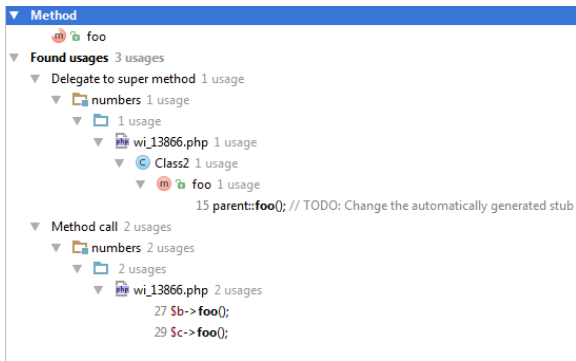 Method
m foo
Found usages 3 usages
Delegate to super method 1 usage
numbers 1 usage
1 usage
php wi_13866.php 1 usage
C Class2 1 usage
m foo 1 usage
15 parent::foo(); // TODO: Change the automatically generated stub
Method call 2 usages
numbers 2 usages
2 usages
php wi_13866.php 2 usages
27 $b->foo();
29 $c->foo();